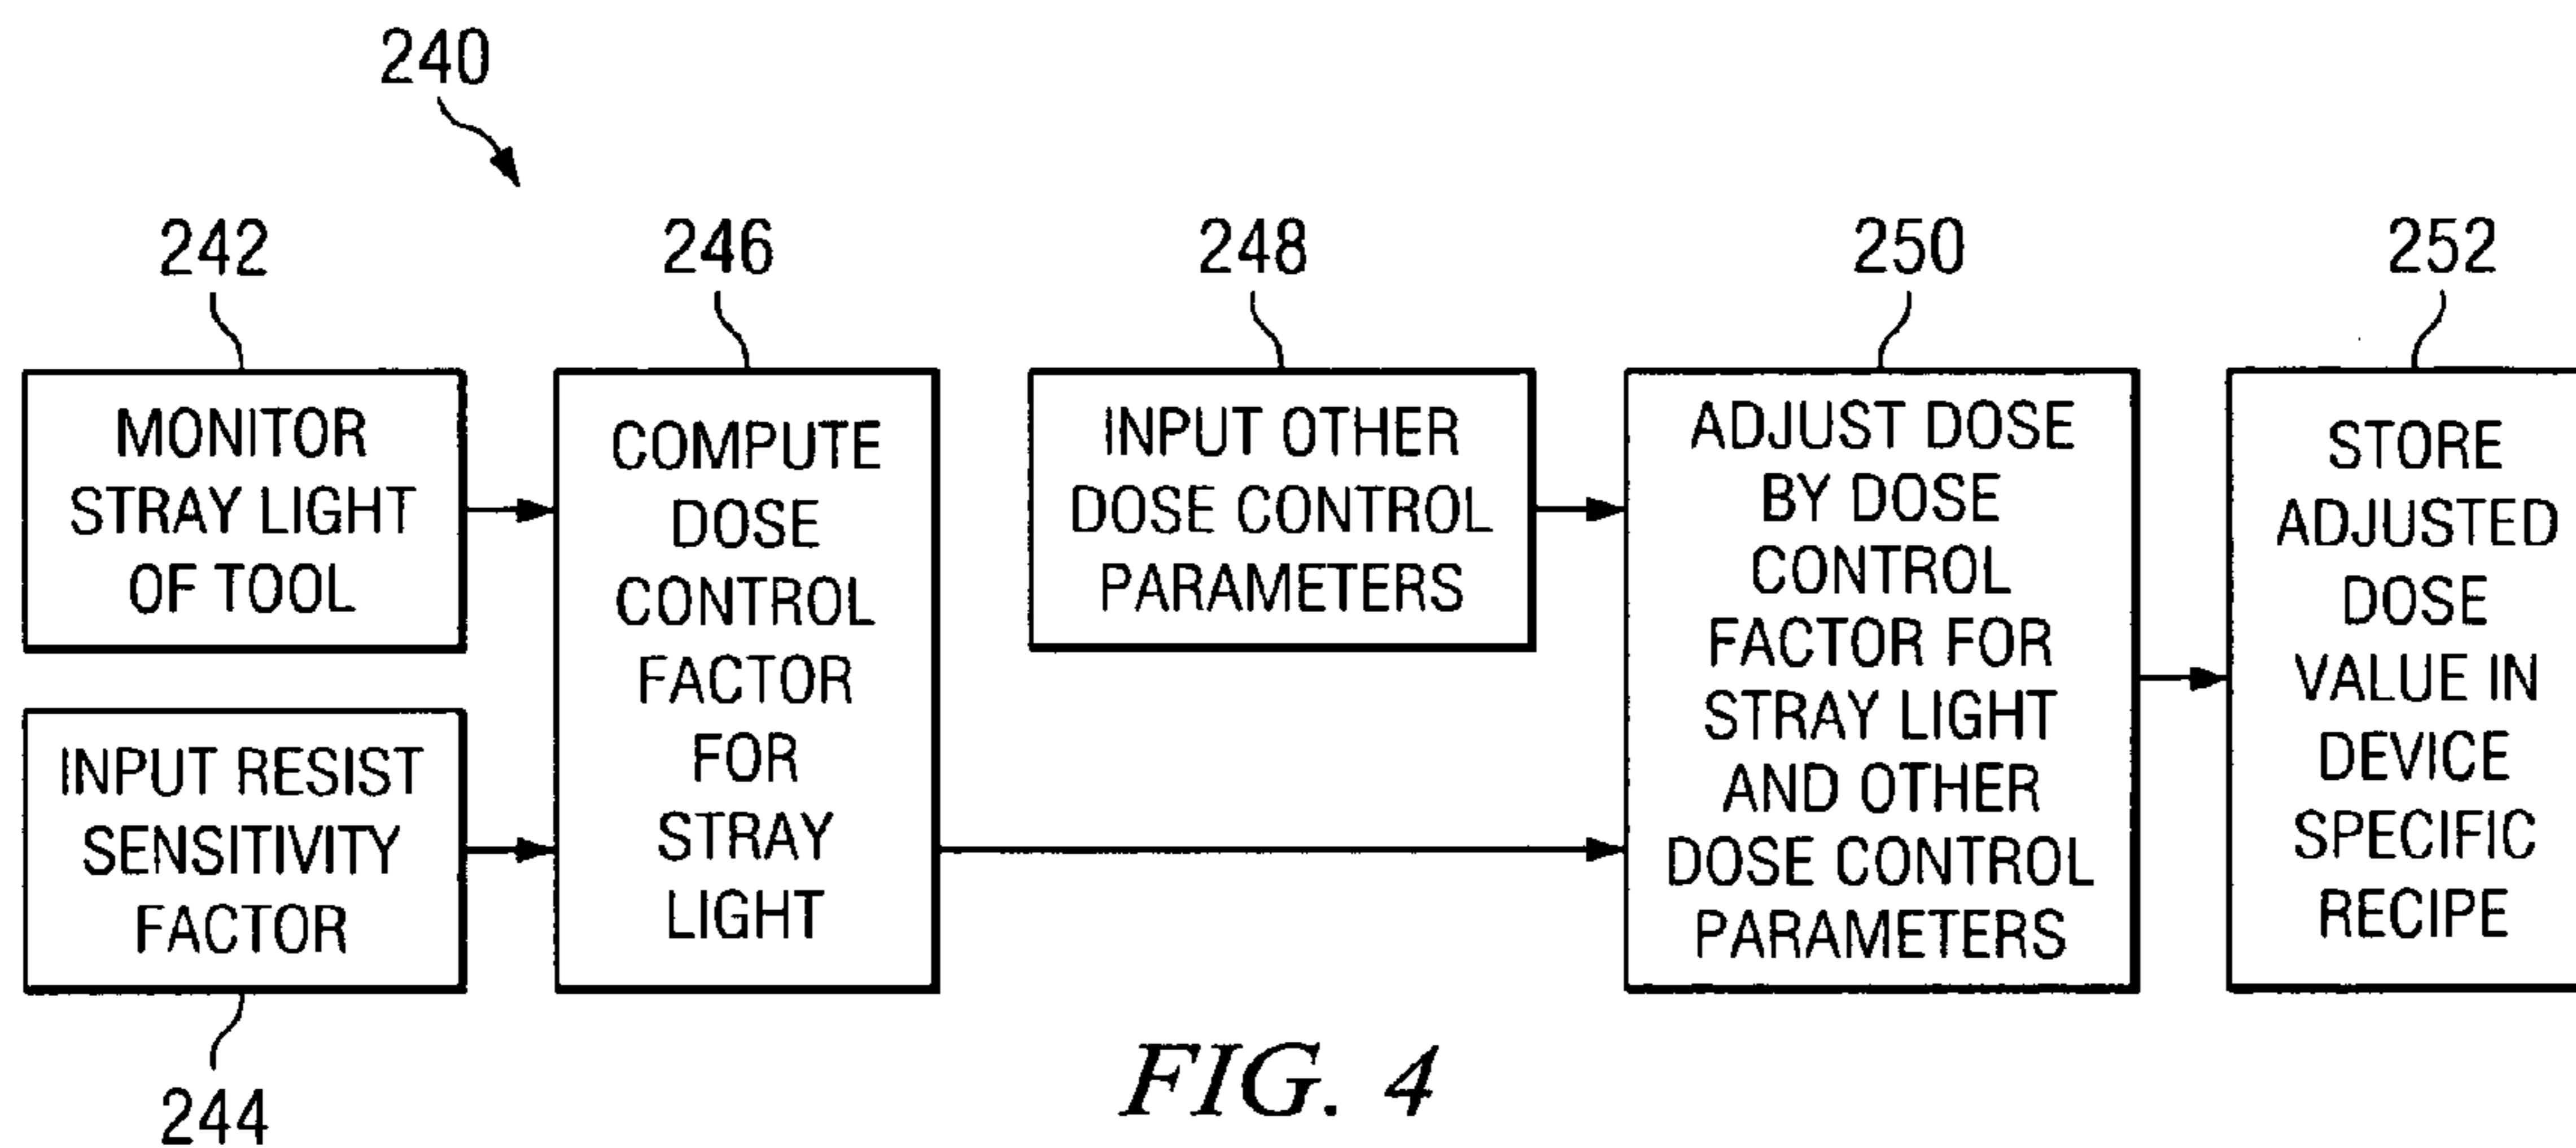 240
242
246
248
250
252
MONITOR
STRAY LIGHT
OF TOOL
INPUT RESIST
SENSITIVITY
FACTOR
244
COMPUTE
DOSE
CONTROL
FACTOR
FOR
STRAY
LIGHT
INPUT OTHER
DOSE CONTROL
PARAMETERS
ADJUST DOSE
BY DOSE
CONTROL
FACTOR FOR
STRAY LIGHT
AND OTHER
DOSE CONTROL
PARAMETERS
STORE
ADJUSTED
DOSE
VALUE IN
DEVICE
SPECIFIC
RECIPE
FIG. 4